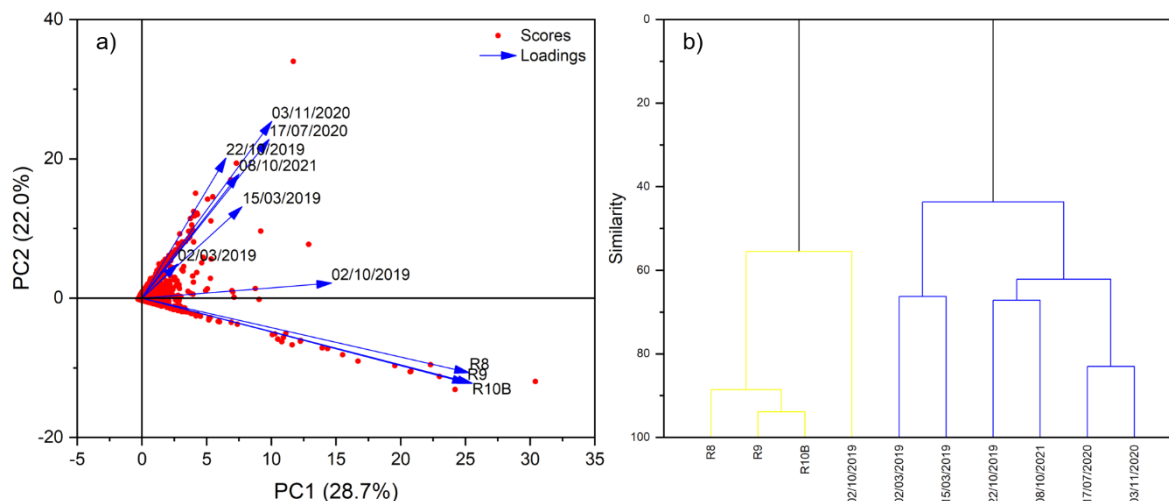 a)
Scores
Loadings
40
20
0
-20
PC2 (22.0%)
03/11/2020
17/07/2020
22/10/2019
08/10/2021
15/03/2019
02/03/2019
02/10/2019
R8
R9
R10B
-5 0 5 10 15 20 25 30 35
PC1 (28.7%)
b)
0
20
40
60
80
100
Similarity
R8
R9
R10B
02/10/2019
02/03/2019
15/03/2019
22/10/2019
08/10/2021
17/07/2020
03/11/2020